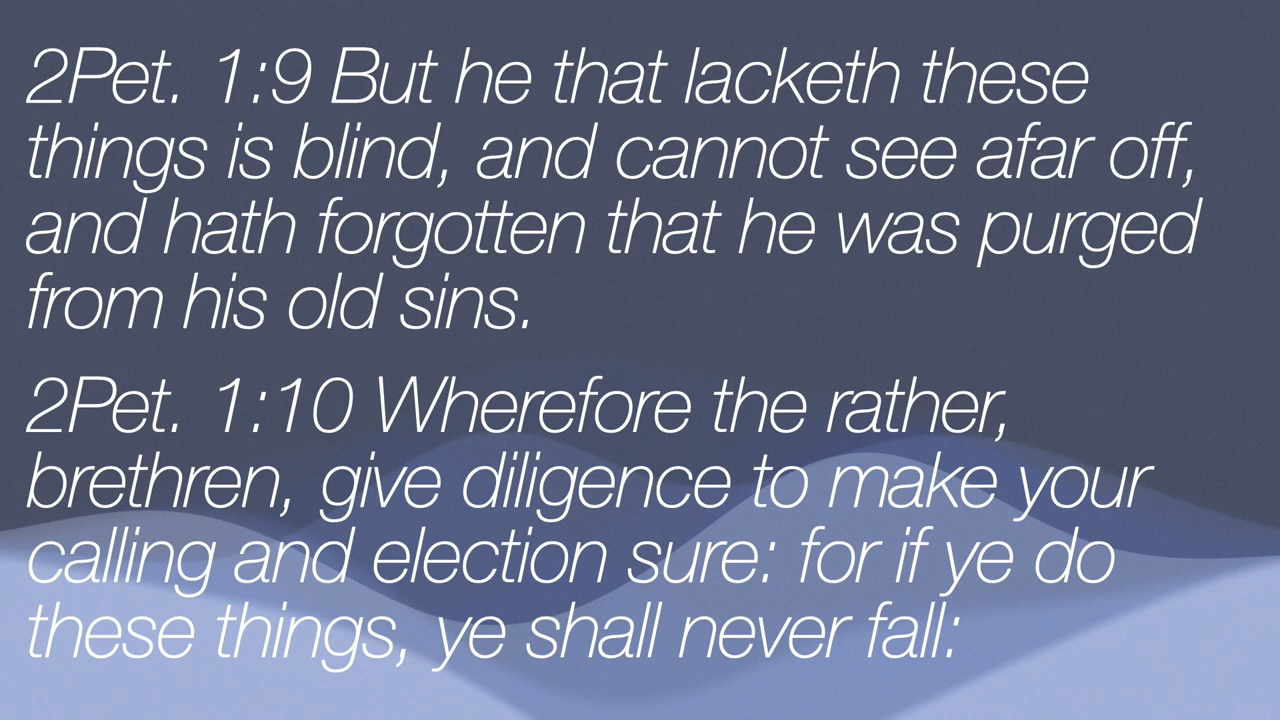 2Pet. 1:9 But he that lacketh these
things is blind, and cannot see afar off,
and hath forgotten that he was purged
from his old sins.
2Pet. 1:10 Wherefore the rather,
brethren, give diligence to make your
calling and election sure: for if ye do
these things, ye shall never fall: